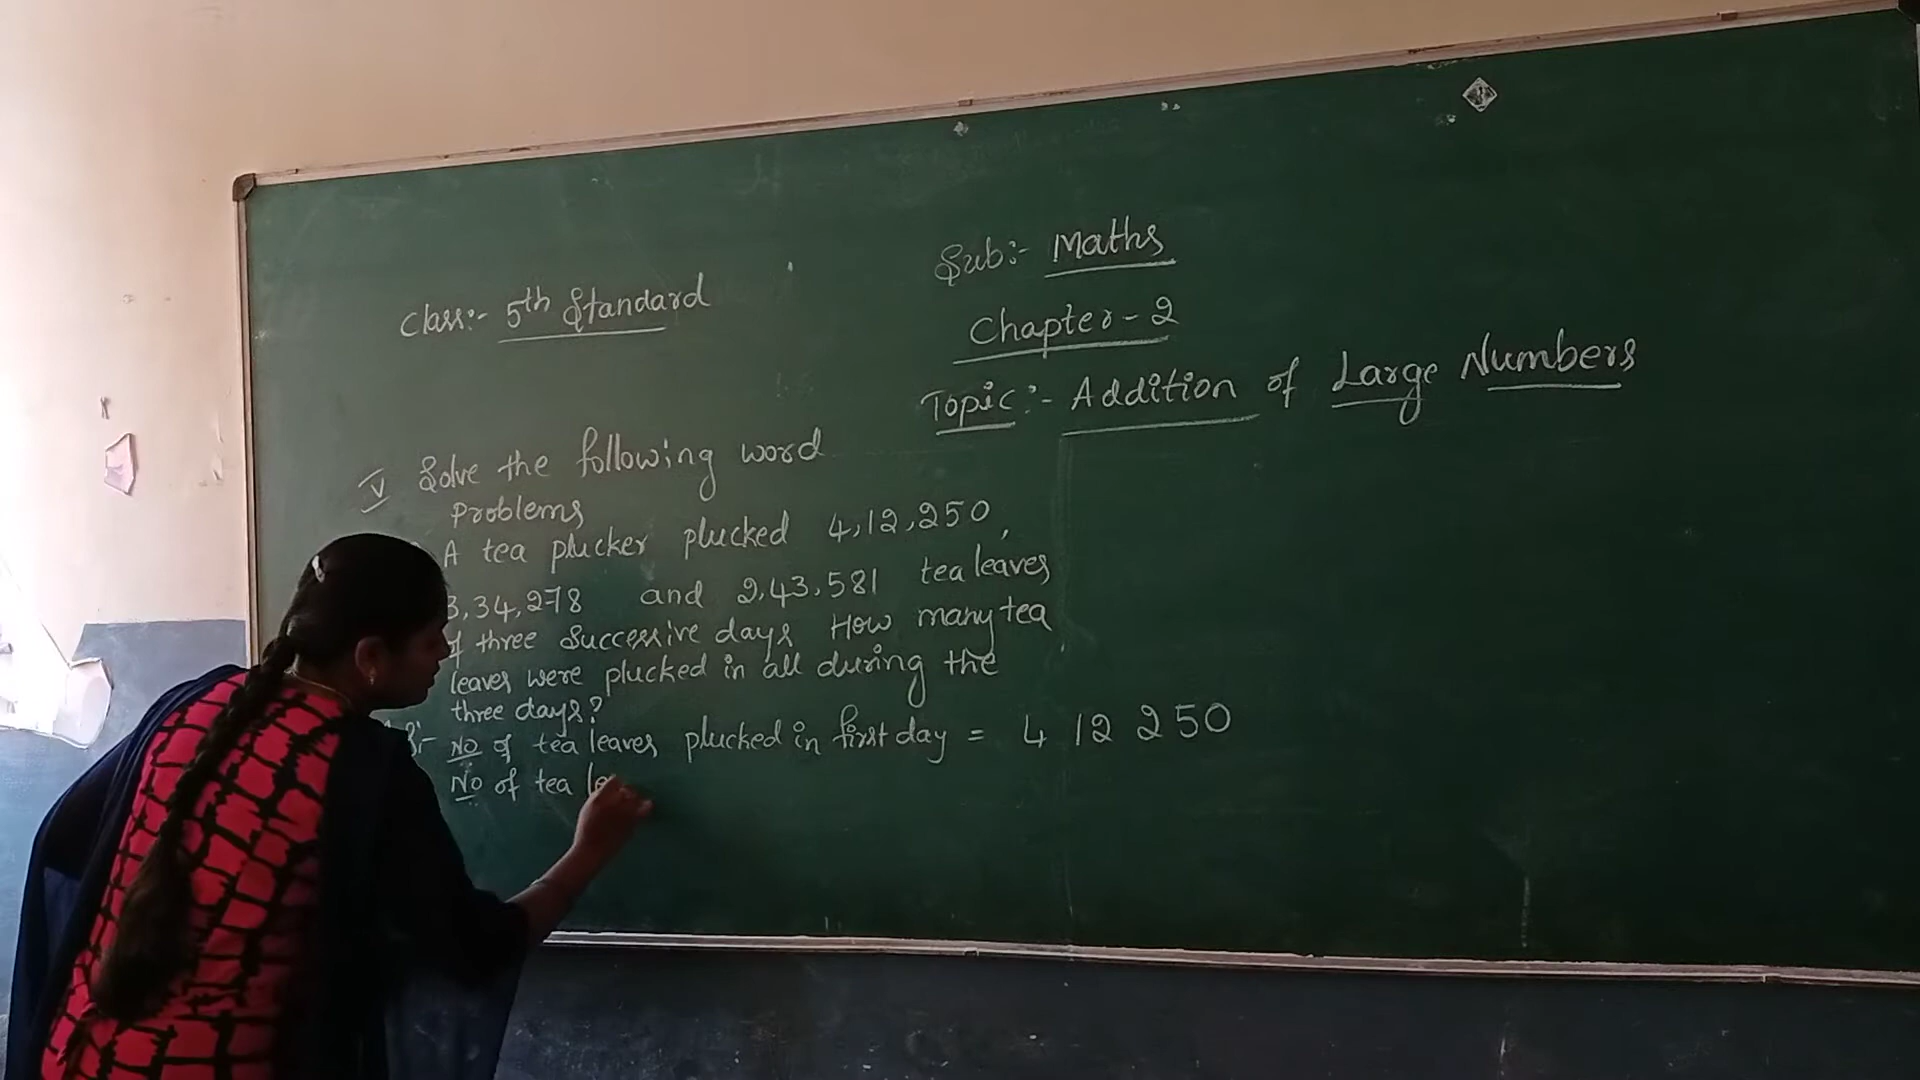 Class:- 5th Standard
Sub:- Maths
Chapter-2
Topic:- Addition of Large Numbers
V Solve the following word
problems
A tea plucker plucked 4,12,250,
3,34,278 and 2,43,581 tea leaves
three successive days How many tea
leaves were plucked in all during the
three days?
No of tea leaves plucked in first day = 4 12 250
No of tea le